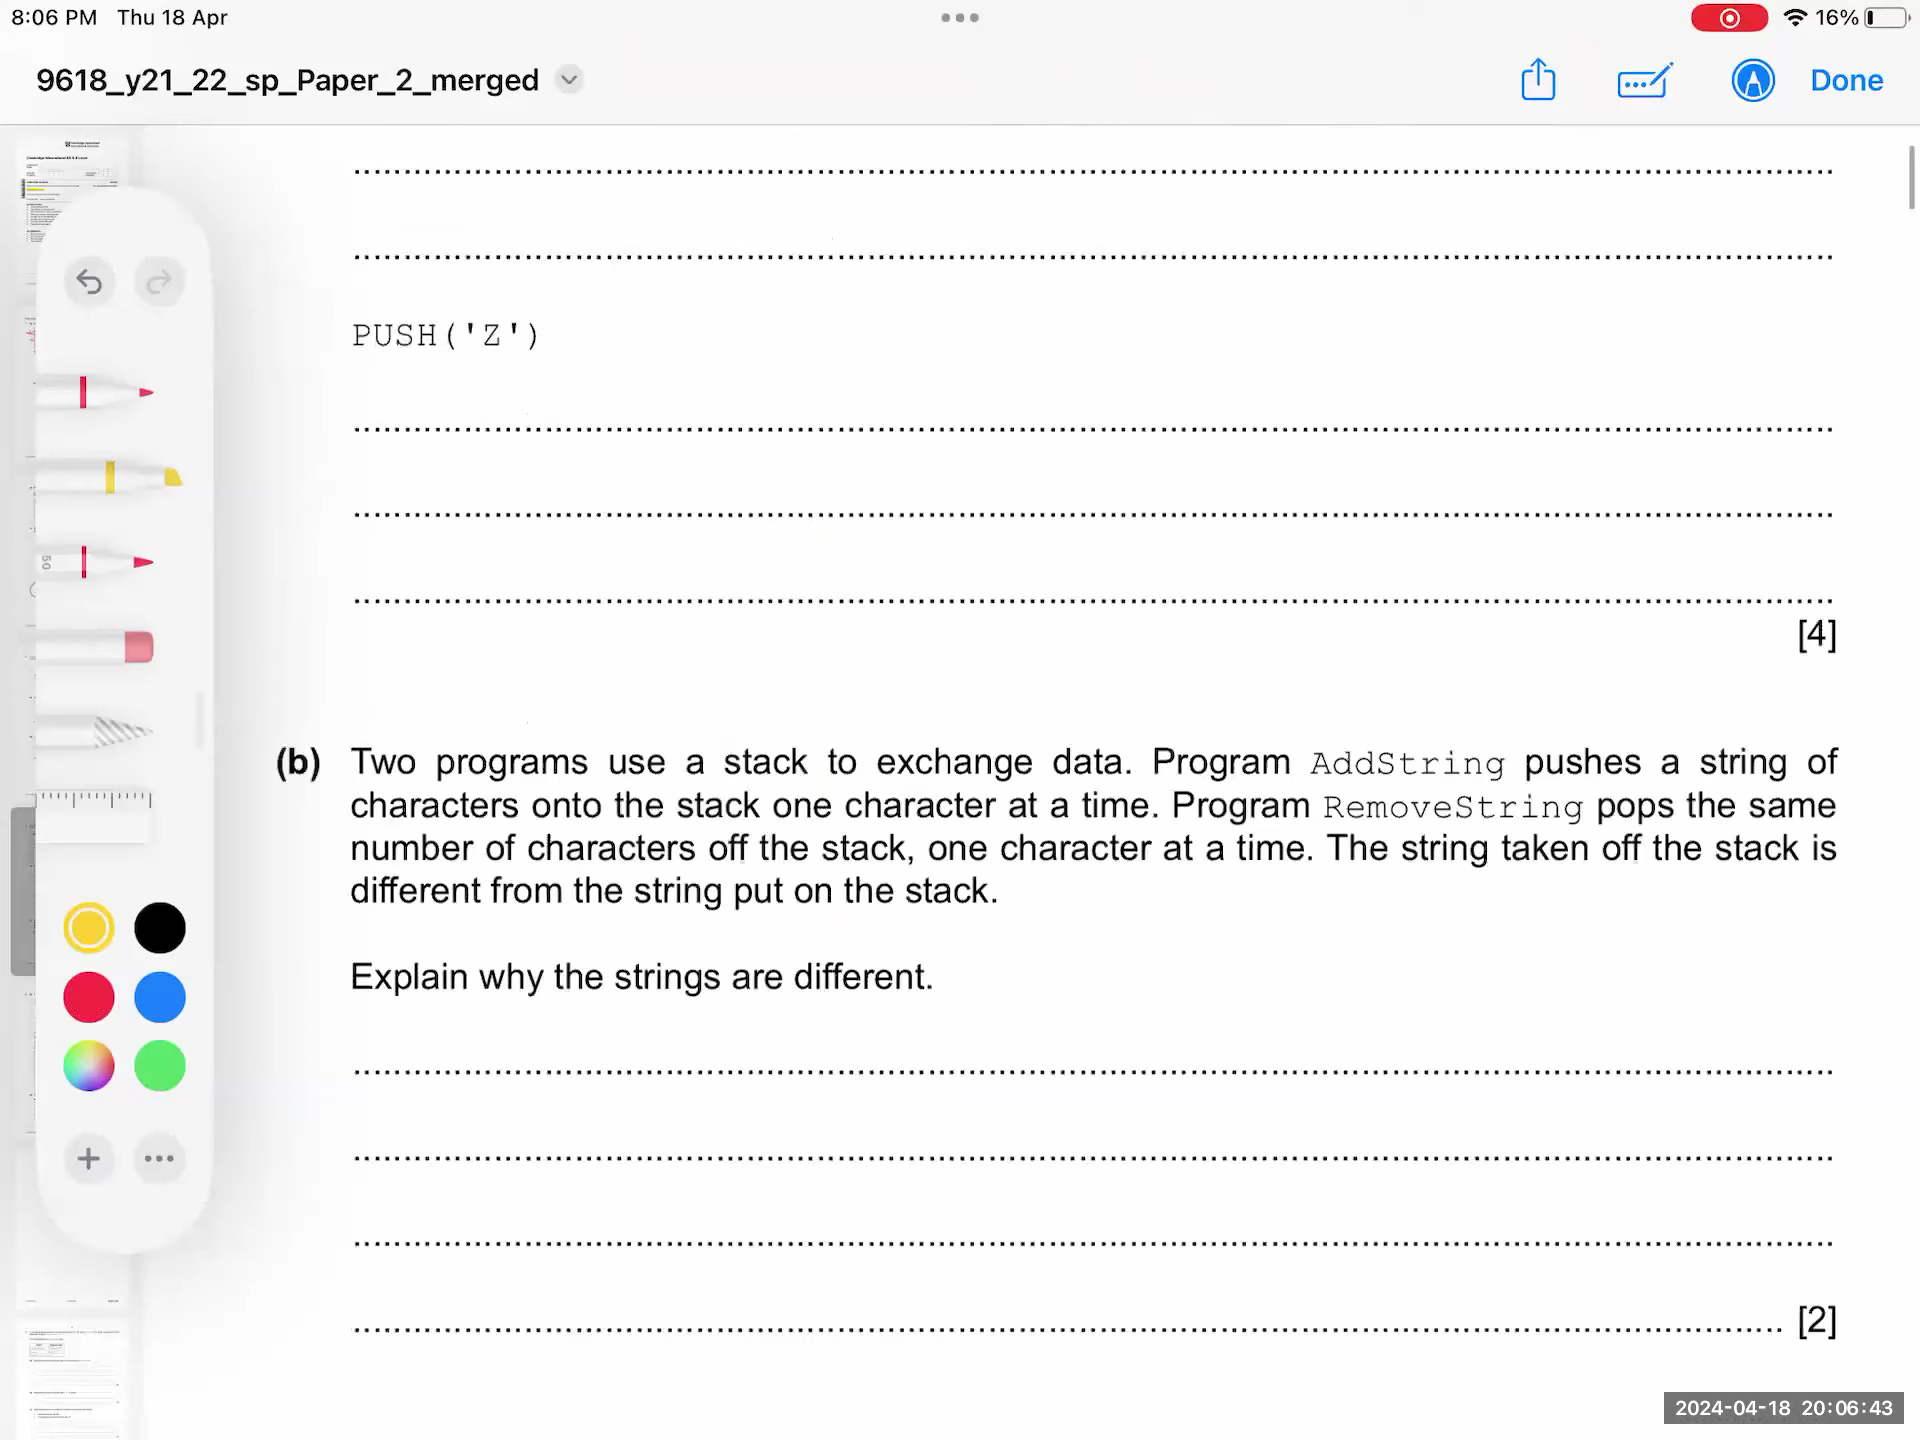 8:06 PM Thu 18 Apr
16%
9618_y21_22_sp_Paper_2_merged
Done
PUSH('Z')
[4]
(b) Two programs use a stack to exchange data. Program AddString pushes a string of
characters onto the stack one character at a time. Program RemoveString pops the same
number of characters off the stack, one character at a time. The string taken off the stack is
different from the string put on the stack.
Explain why the strings are different.
[2]
50
2024-04-18 20:06:43